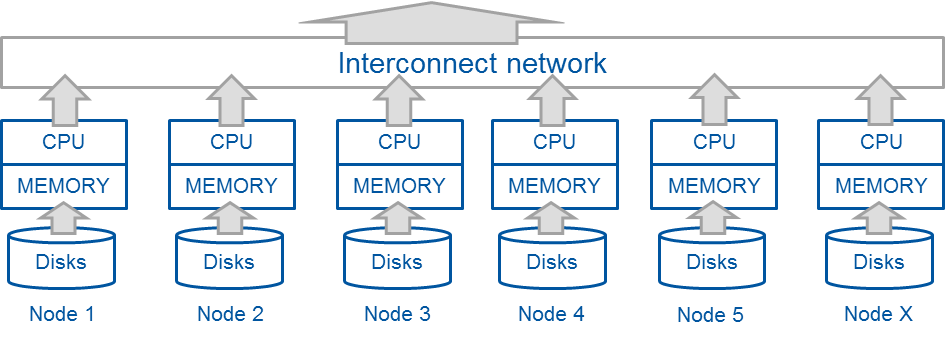 Interconnect network
CPU CPU CPU CPU CPU CPU
MEMORY MEMORY MEMORY MEMORY MEMORY MEMORY
Disks Disks Disks Disks Disks Disks
Node 1 Node 2 Node 3 Node 4 Node 5 Node X